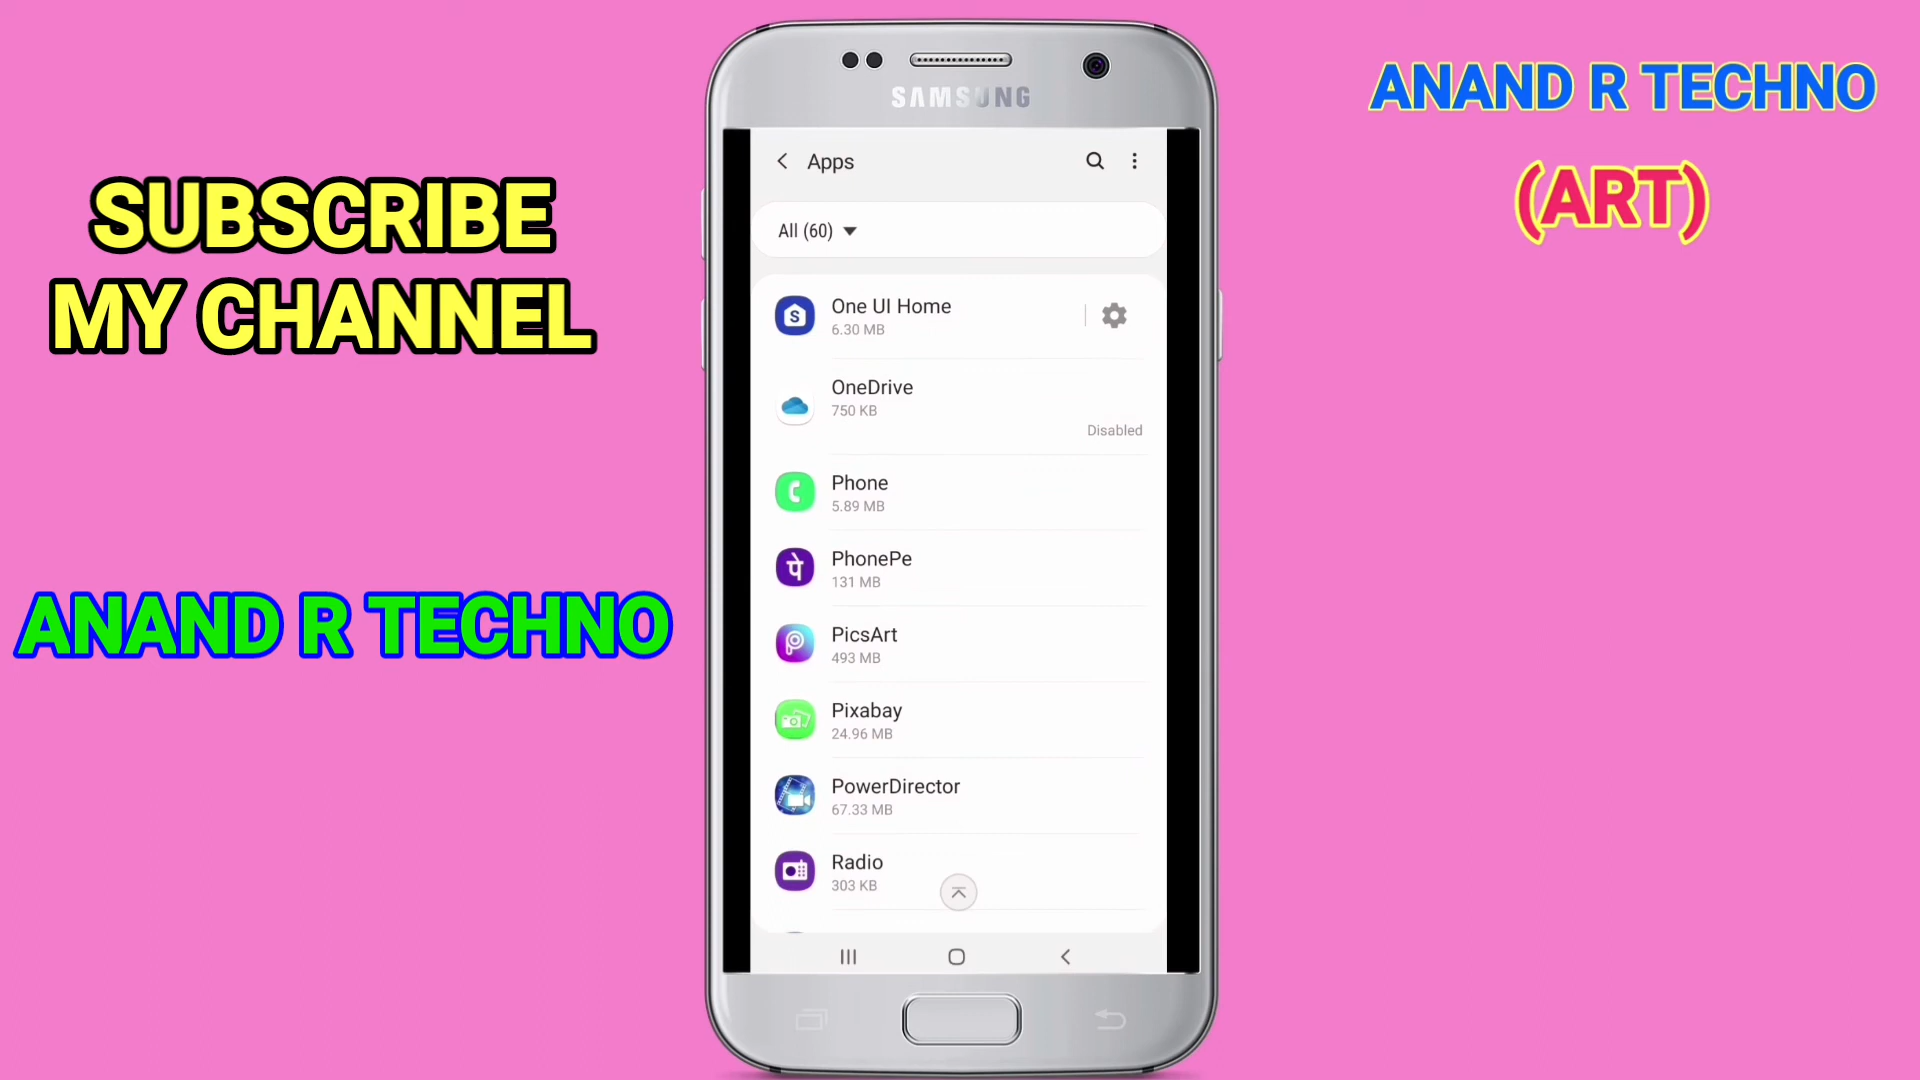 SUBSCRIBE
MY CHANNEL
ANAND R TECHNO
SAMSUNG
Apps
All (60)
One UI Home
6.30 MB
OneDrive
750 KB
Disabled
Phone
5.89 MB
पे
PhonePe
131 MB
PicsArt
493 MB
Pixabay
24.96 MB
PowerDirector
67.33 MB
Radio
303 KB
ANAND R TECHNO
(ART)